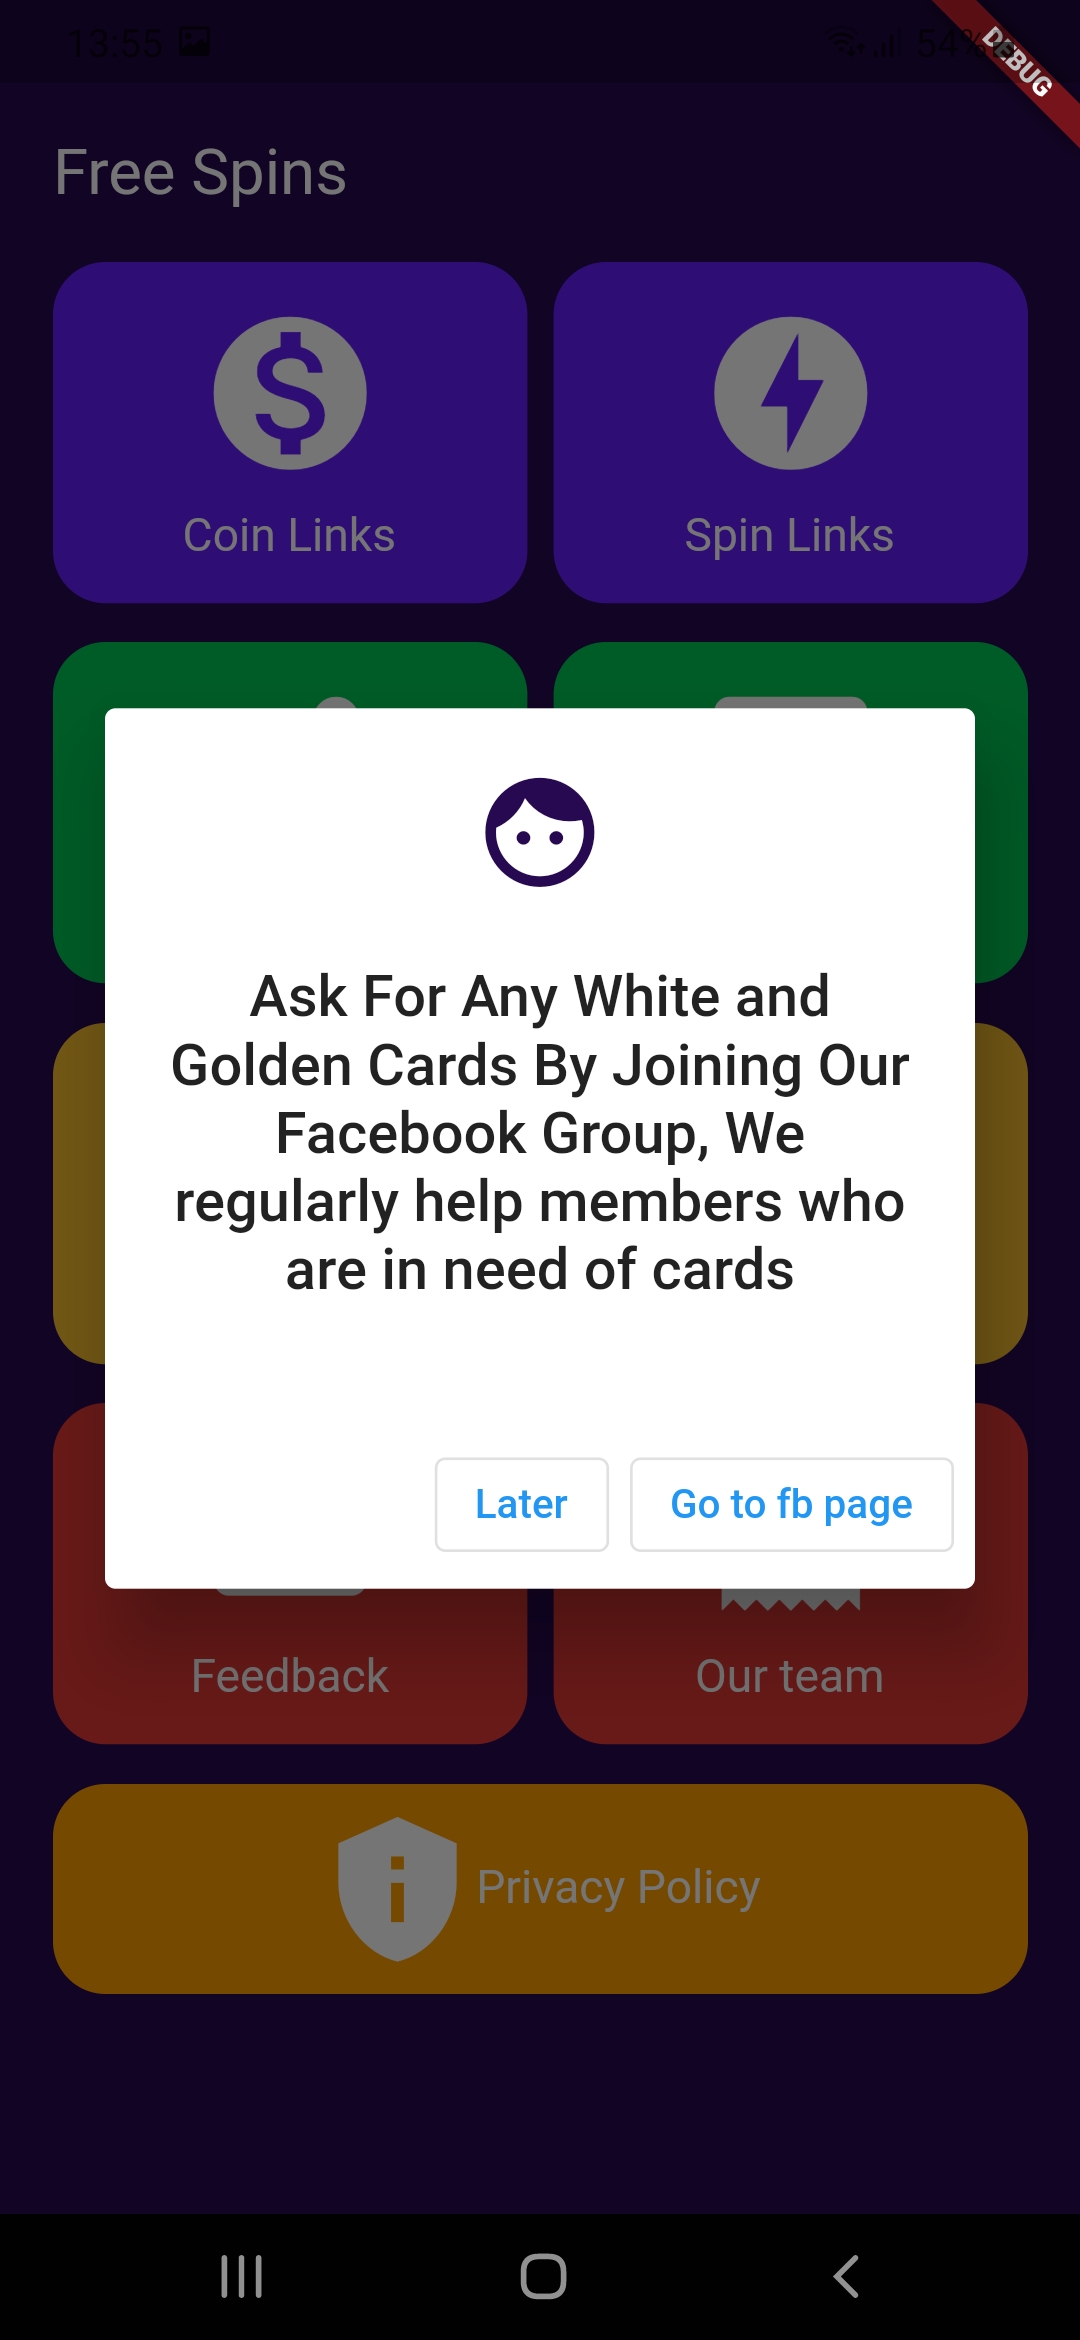 13:55
54%
DEBUG
Free Spins
Coin Links
Spin Links
Ask For Any White and
Golden Cards By Joining Our
Facebook Group, We
regularly help members who
are in need of cards
Later
Go to fb page
Feedback
Our team
Privacy Policy